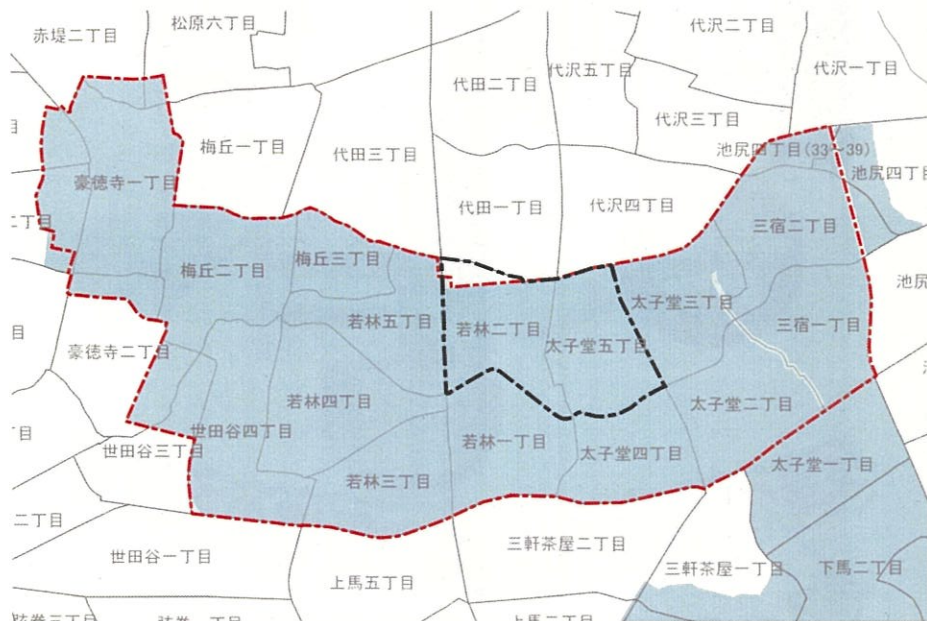 松原六丁目
代沢二丁目
赤堤二丁目
代沢五丁目
代沢一丁目
代田二丁目
代沢三丁目
目
梅丘一丁目
代田三丁目
池尻四丁目(33~39)
池尻四丁目
豪徳寺一丁目
代田一丁目
代沢四丁目
二丁目
三宿二丁目
梅丘三丁目
梅丘二丁目
池尻
太子堂三丁目
若林五丁目
若林二丁目
三宿一丁目
目
太子堂五丁目
豪徳寺二丁目
若林四丁目
太子堂二丁目
丁目
世田谷四丁目
若林一丁目
世田谷三丁目
太子堂四丁目
太子堂一丁目
若林三丁目
二丁目
三軒茶屋二丁目
世田谷一丁目
三軒茶屋一丁目
下馬二丁目
上馬五丁目